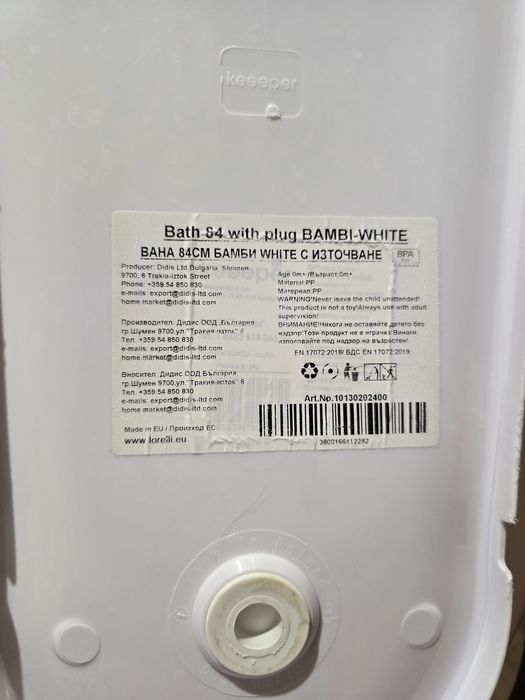 keeeper
Bath 84 with plug BAMBI-WHITE
ВАНА 84СМ БАМБИ WHITE С ИЗТОЧВАНЕ
BPA
Producer: Didis Ltd Bulgaria, Shumen
9700, 6 Trakia-iztok Street
Phone: +359 54 850 830
e-mails: export@didis-ltd.com
home.market@didis-ltd.com
Производител: Дидис ООД ,България
гр.Шумен 9700,ул."Тракия-изток" 6
Тел. +359 54 850 830
e-mails: export@didis-ltd.com
home.market@didis-ltd.com
Вносител: Дидис ООД,България
гр.Шумен 9700,ул."Тракия-изток" 6
Тел. +359 54 850 830
e-mails: export@didis-ltd.com
home.market@didis-ltd.com
Made in EU / Произход ЕС
www.lorelli.eu
Age:0m+ /Възраст:0m+
Material:PP
Материал:PP
WARNING!Never leave the child unattended!
This product is not a toy!Always use with adult
supervision!
ВНИМАНИЕ!Никога не оставяйте детето без
надзор!Този продукт не е играчка!Винаги
използвайте под надзор на възрастен!
EN 17072:2018/ БДС EN 17072:2019
Art.No.10130202400
3800166112282